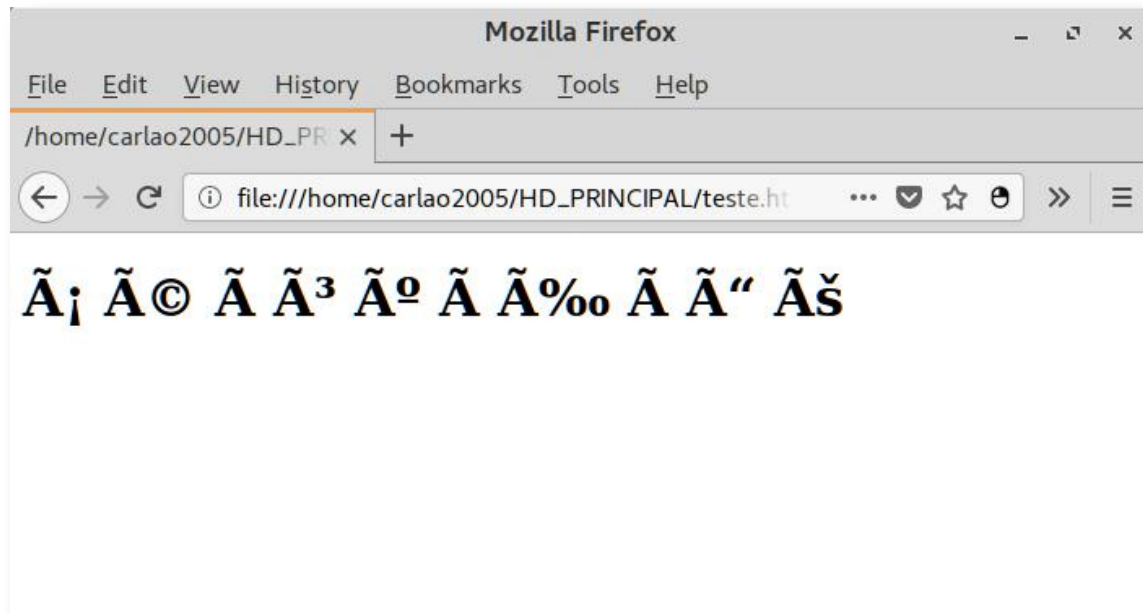 Mozilla Firefox
File Edit View History Bookmarks Tools Help
/home/carlao2005/HD_PR
file:///home/carlao2005/HD_PRINCIPAL/teste.ht
Ã¡ Ã© Ã Ã³ Ãº Ã Ã‰ Ã Ã“ Ãš